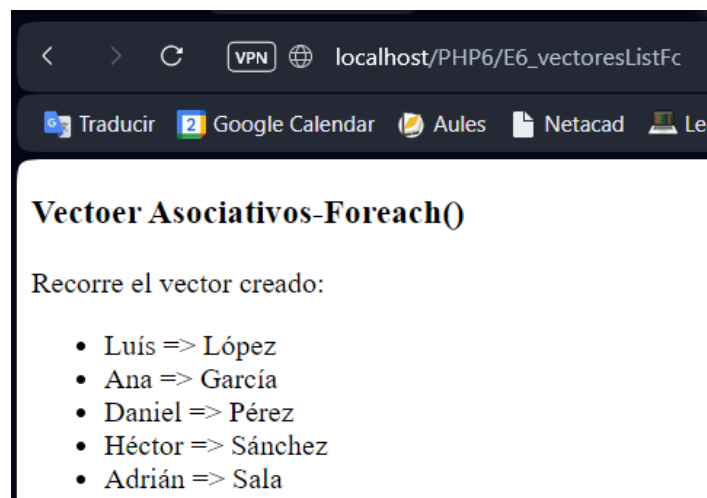 VPN localhost/PHP6/E6_vectoresListFc
Traducir 2 Google Calendar Aules Netacad Le
Vectoer Asociativos-Foreach()
Recorre el vector creado:
• Luís => López
• Ana => García
• Daniel => Pérez
• Héctor => Sánchez
• Adrián => Sala